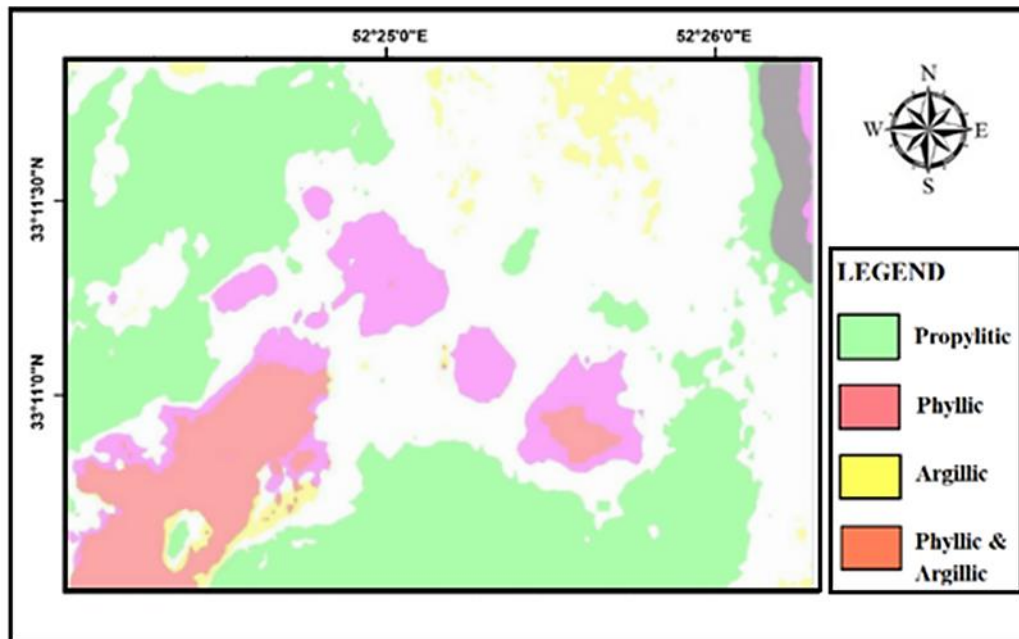 52°25'0"E
52°26'0"E
N
W
E
S
33°11'30"N
33°11'0"N
LEGEND
Propylitic
Phyllic
Argillic
Phyllic &
Argillic